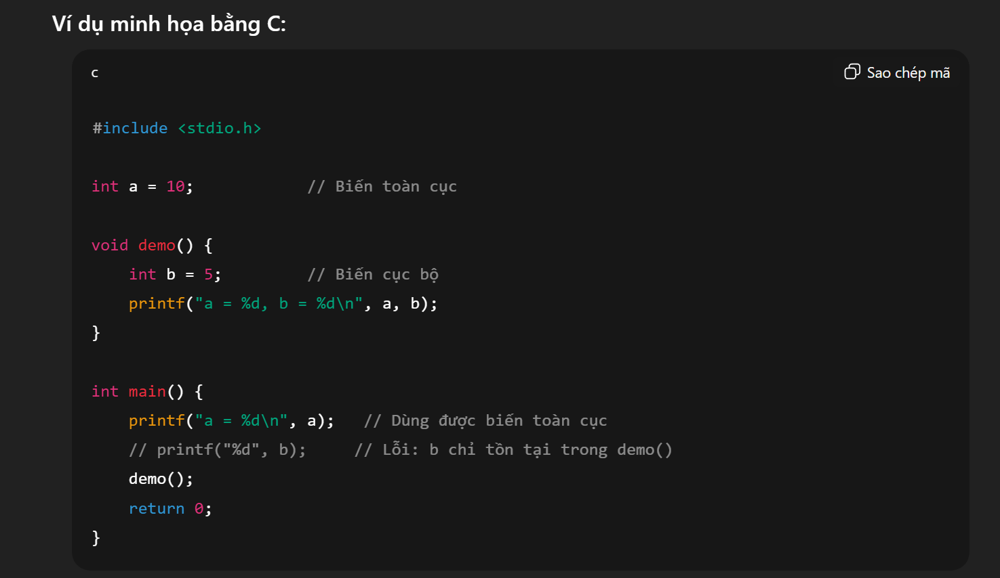 Ví dụ minh họa bằng C:
c
Sao chép mã
#include <stdio.h>
int a = 10;            // Biến toàn cục
void demo() {
    int b = 5;         // Biến cục bộ
    printf("a = %d, b = %d\n", a, b);
}
int main() {
    printf("a = %d\n", a);   // Dùng được biến toàn cục
    // printf("%d", b);     // Lỗi: b chỉ tồn tại trong demo()
    demo();
    return 0;
}